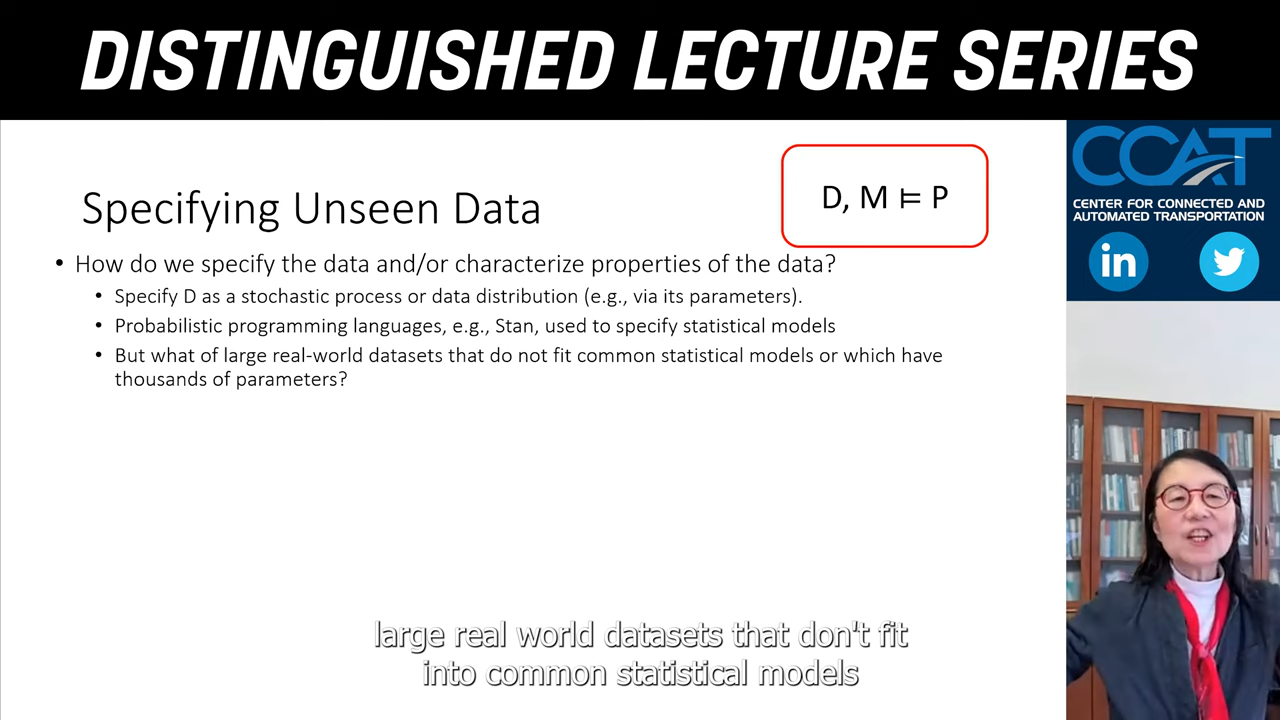 DISTINGUISHED LECTURE SERIES
Specifying Unseen Data
D, M ⊨ P
• How do we specify the data and/or characterize properties of the data?
• Specify D as a stochastic process or data distribution (e.g., via its parameters).
• Probabilistic programming languages, e.g., Stan, used to specify statistical models
• But what of large real-world datasets that do not fit common statistical models or which have
thousands of parameters?
CCAT
CENTER FOR CONNECTED AND
AUTOMATED TRANSPORTATION
in
large real world datasets that don't fit
into common statistical models